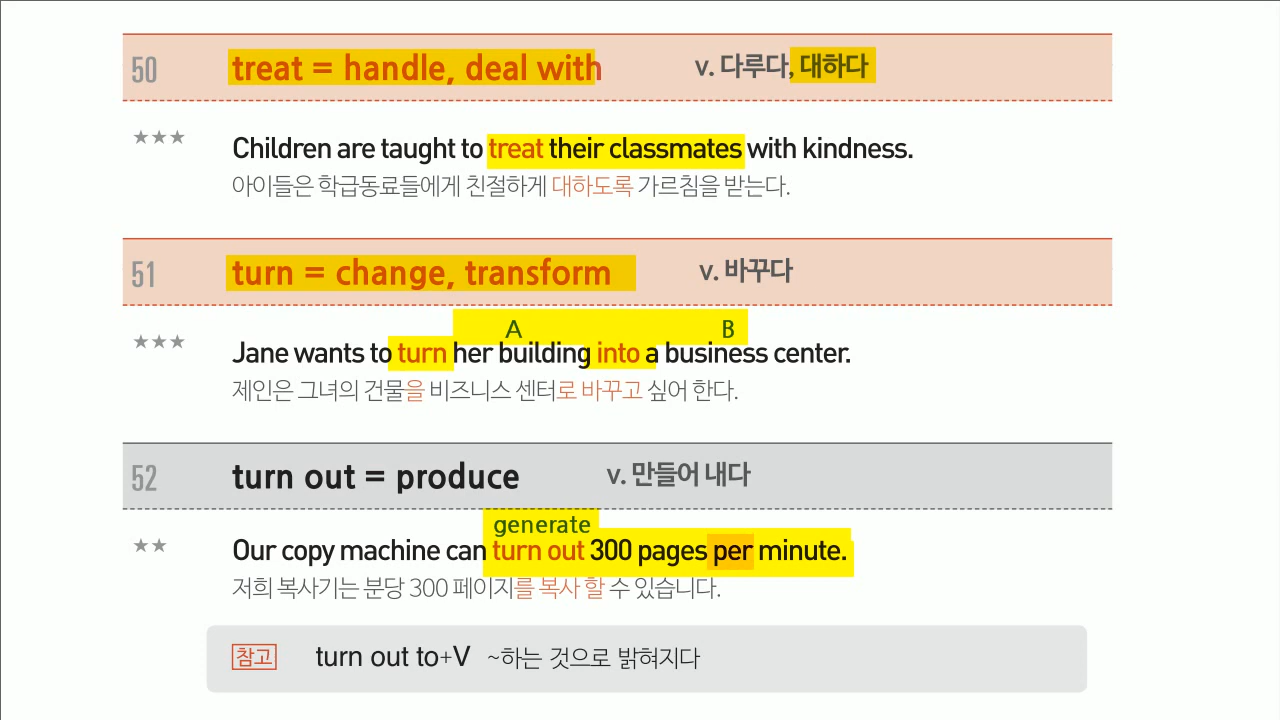 50 treat = handle, deal with v. 다루다, 대하다
★★★ Children are taught to treat their classmates with kindness.
아이들은 학급동료들에게 친절하게 대하도록 가르침을 받는다.
51 turn = change, transform v. 바꾸다
A B
★★★ Jane wants to turn her building into a business center.
제인은 그녀의 건물을 비즈니스 센터로 바꾸고 싶어 한다.
52 turn out = produce v. 만들어 내다
generate
★★ Our copy machine can turn out 300 pages per minute.
저희 복사기는 분당 300 페이지를 복사 할 수 있습니다.
참고 turn out to+V ~하는 것으로 밝혀지다